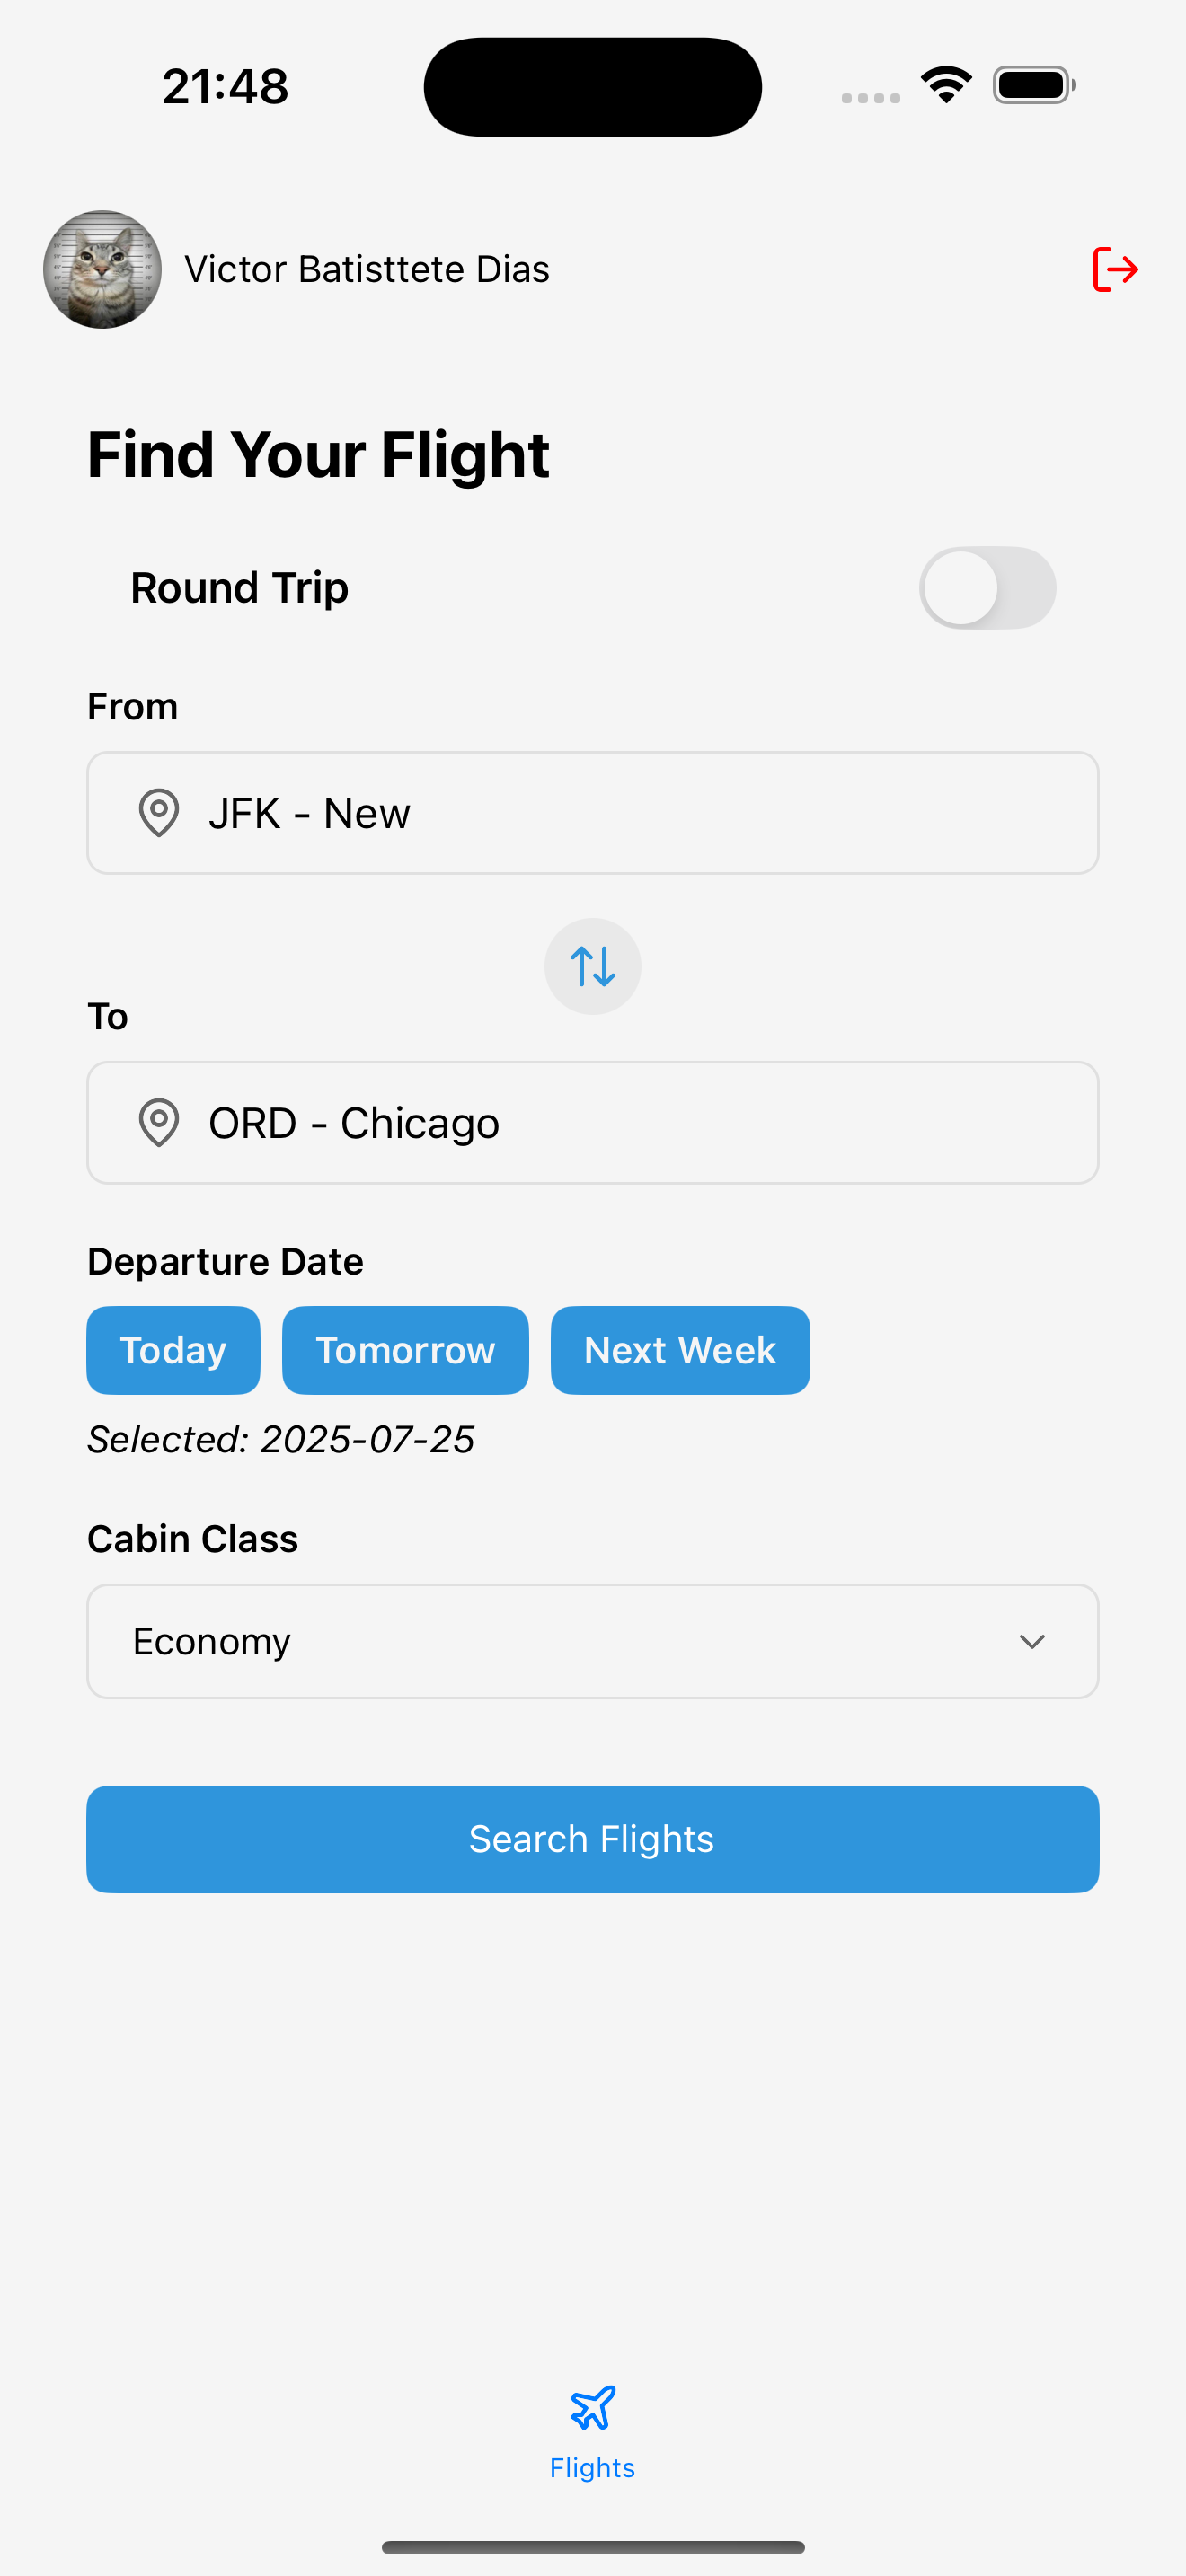 21:48
Victor Batisttete Dias
Find Your Flight
Round Trip
From
JFK - New
To
ORD - Chicago
Departure Date
Today Tomorrow Next Week
Selected: 2025-07-25
Cabin Class
Economy
Search Flights
Flights